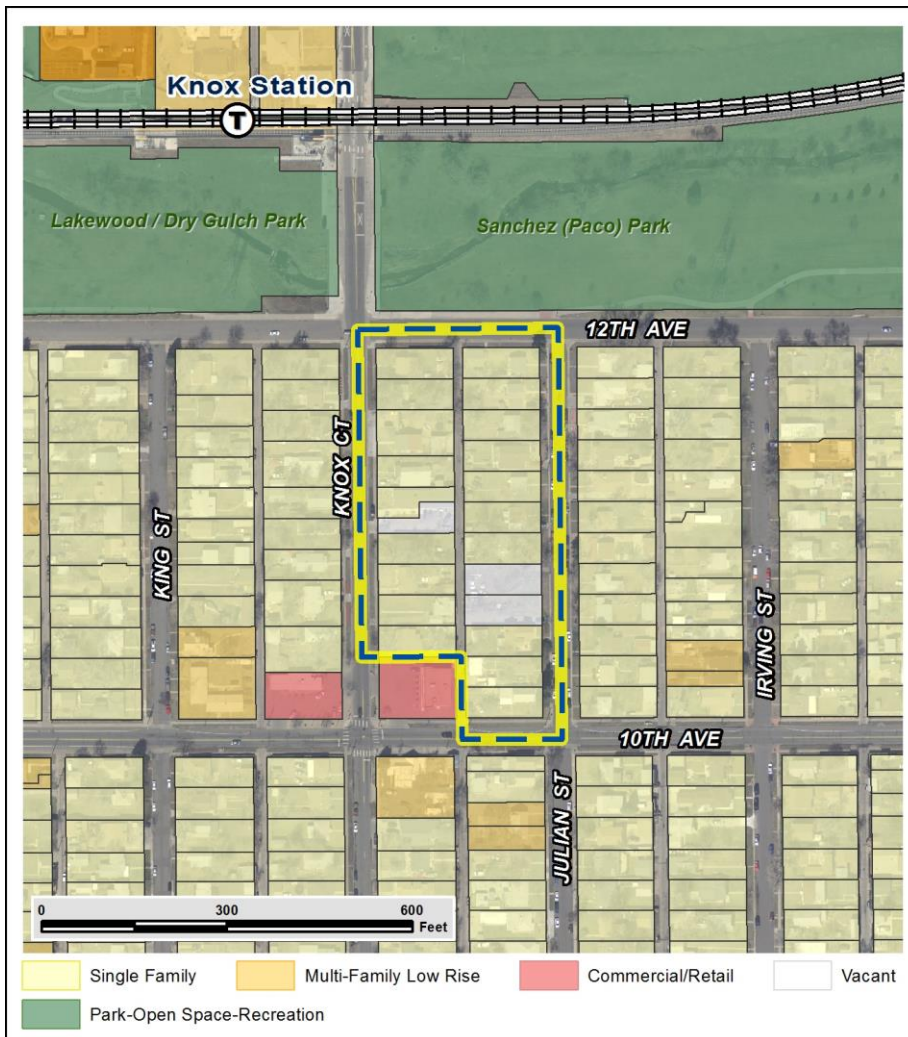 Knox Station
T
Lakewood / Dry Gulch Park
Sanchez (Paco) Park
12TH AVE
KNOX CT
KING ST
IRVING ST
10TH AVE
JULIAN ST
0 300 600
Feet
Single Family
Multi-Family Low Rise
Commercial/Retail
Vacant
Park-Open Space-Recreation